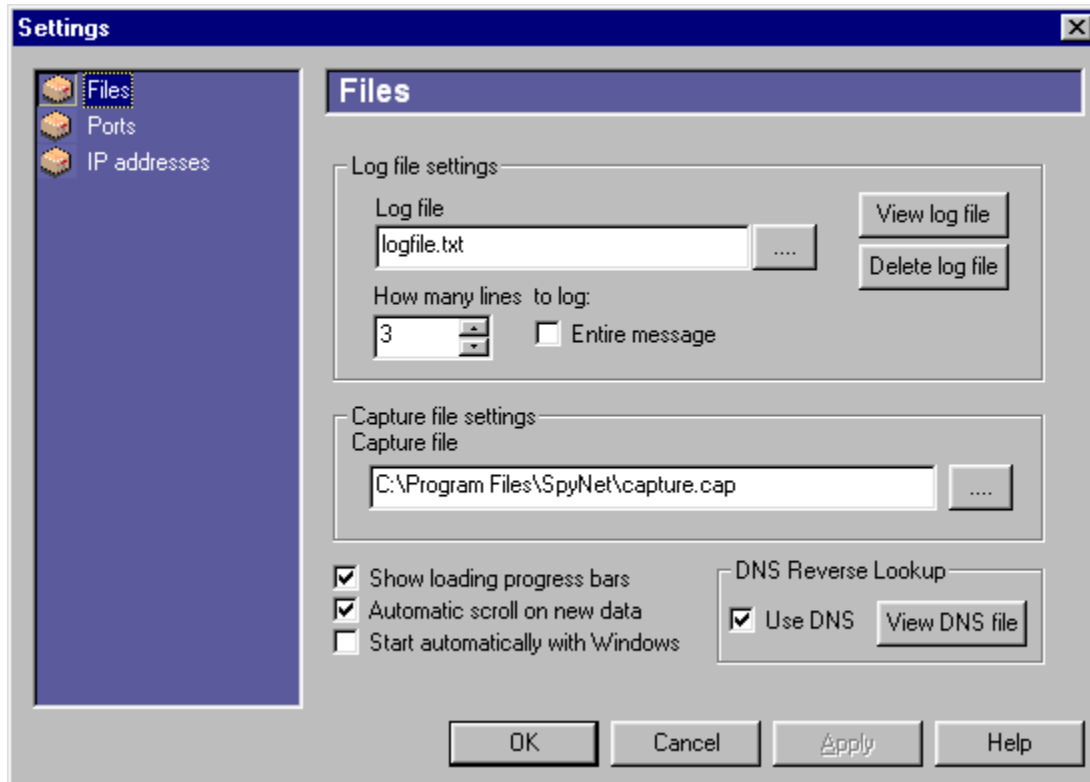 Settings
Files
Ports
IP addresses
Files
Log file settings
Log file
logfile.txt
....
View log file
Delete log file
How many lines to log:
3
Entire message
Capture file settings
Capture file
C:\Program Files\SpyNet\capture.cap
....
Show loading progress bars
Automatic scroll on new data
Start automatically with Windows
DNS Reverse Lookup
Use DNS
View DNS file
OK
Cancel
Apply
Help